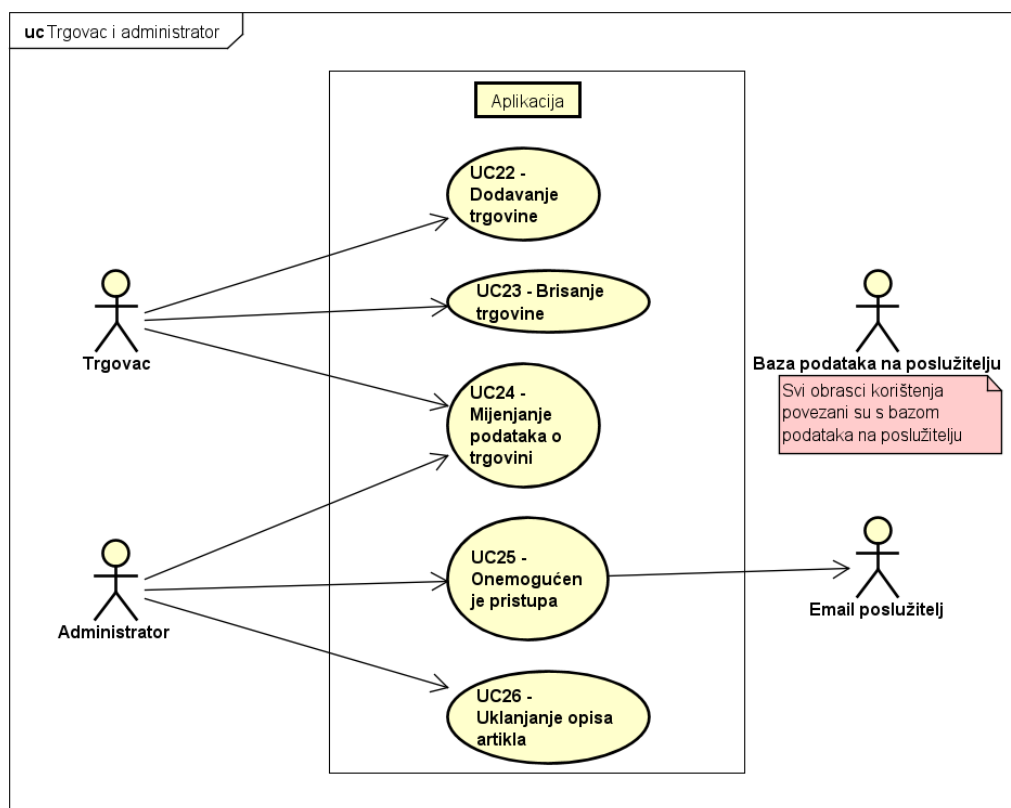 uc Trgovac i administrator
Aplikacija
UC22 -
Dodavanje
trgovine
UC23 - Brisanje
trgovine
Trgovac
Baza podataka na poslužitelju
Svi obrasci korištenja
povezani su s bazom
podataka na poslužitelju
UC24 -
Mijenjanje
podataka o
trgovini
UC25 -
Onemogućen
je pristupa
Administrator
Email poslužitelj
UC26 -
Uklanjanje opisa
artikla